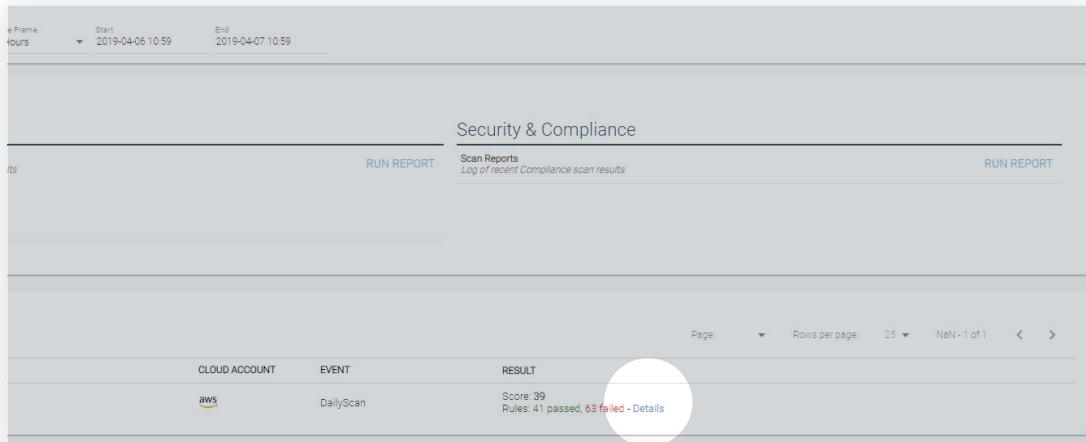 e Frame
Hours
Start
2019-04-06 10:59
End
2019-04-07 10:59
Security & Compliance
lts
RUN REPORT
Scan Reports
Log of recent Compliance scan results
RUN REPORT
Page:
Rows per page:
25
NaN - 1 of 1
CLOUD ACCOUNT
EVENT
RESULT
aws
DailyScan
Score: 39
Rules: 41 passed, 63 failed - Details